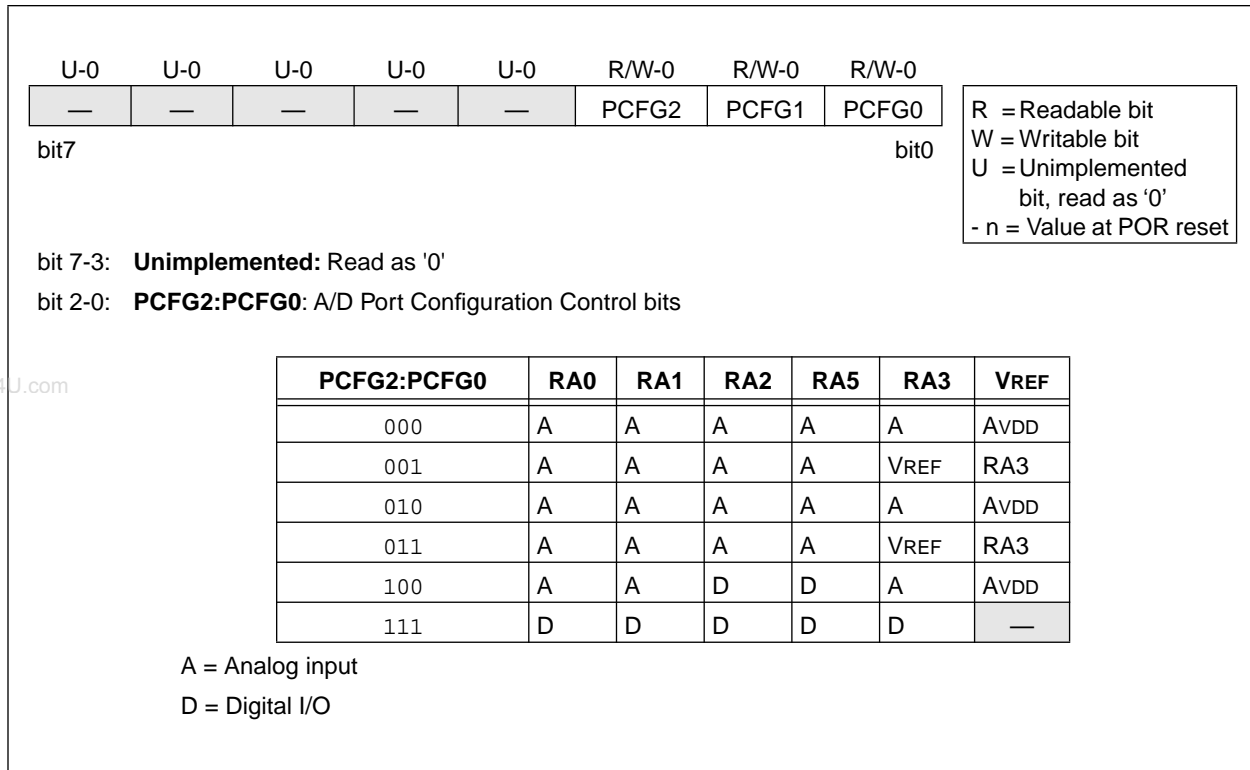 U-0 U-0 U-0 U-0 U-0 R/W-0 R/W-0 R/W-0
— — — — — PCFG2 PCFG1 PCFG0
bit7 bit0
R = Readable bit
W = Writable bit
U = Unimplemented
bit, read as ‘0’
- n = Value at POR reset
bit 7-3: Unimplemented: Read as '0'
bit 2-0: PCFG2:PCFG0: A/D Port Configuration Control bits
4U.com
PCFG2:PCFG0 RA0 RA1 RA2 RA5 RA3 VREF
000 A A A A A AVDD
001 A A A A VREF RA3
010 A A A A A AVDD
011 A A A A VREF RA3
100 A A D D A AVDD
111 D D D D D —
A = Analog input
D = Digital I/O